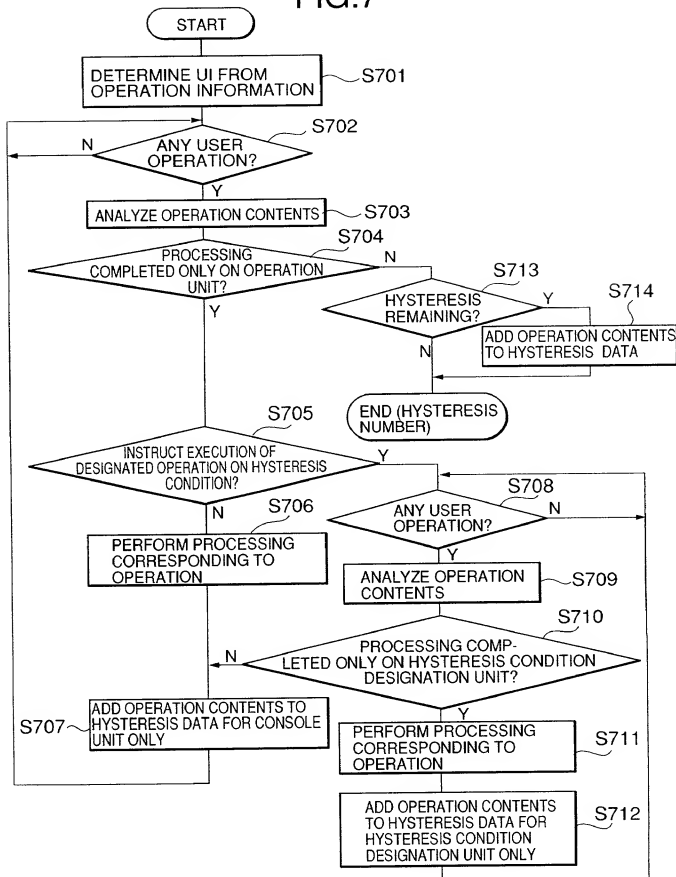 FIG.7
START
DETERMINE UI FROM
OPERATION INFORMATION
S701
S702
N
ANY USER
OPERATION?
Y
ANALYZE OPERATION CONTENTS
S703
S704
PROCESSING
COMPLETED ONLY ON OPERATION
UNIT?
N
Y
S713
HYSTERESIS
REMAINING?
Y
N
S714
ADD OPERATION CONTENTS
TO HYSTERESIS DATA
END (HYSTERESIS
NUMBER)
S705
INSTRUCT EXECUTION OF
DESIGNATED OPERATION ON HYSTERESIS
CONDITION?
Y
N
S706
PERFORM PROCESSING
CORRESPONDING TO
OPERATION
S708
ANY USER
OPERATION?
N
Y
ANALYZE OPERATION
CONTENTS
S709
S710
PROCESSING COMP-
LETED ONLY ON HYSTERESIS CONDITION
DESIGNATION UNIT?
N
Y
S707
ADD OPERATION CONTENTS TO
HYSTERESIS DATA FOR CONSOLE
UNIT ONLY
PERFORM PROCESSING
CORRESPONDING TO
OPERATION
S711
ADD OPERATION CONTENTS
TO HYSTERESIS DATA FOR
HYSTERESIS CONDITION
DESIGNATION UNIT ONLY
S712